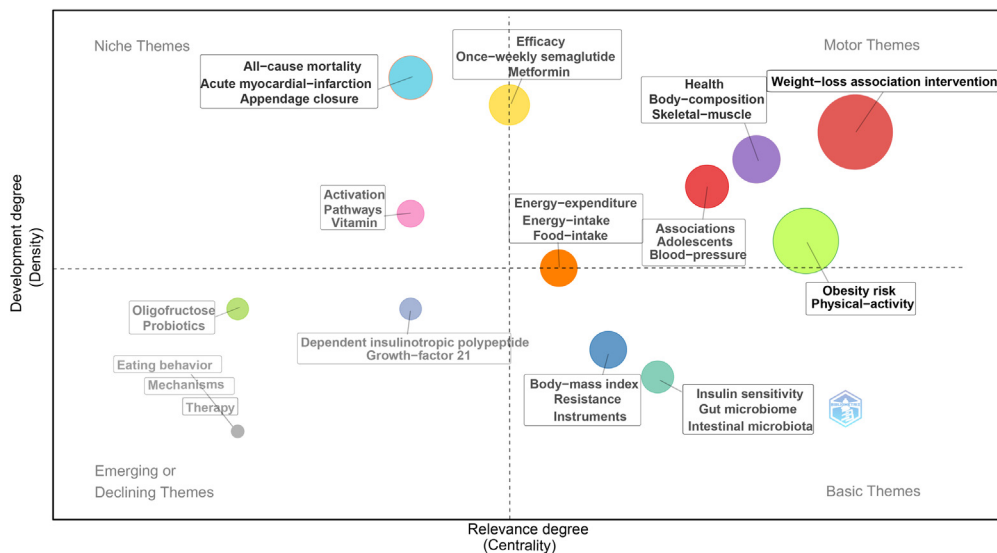 Niche Themes
Motor Themes
All−cause mortality
Acute myocardial−infarction
Appendage closure
Efficacy
Once−weekly semaglutide
Metformin
Health
Body−composition
Skeletal−muscle
Weight−loss association intervention
Activation
Pathways
Vitamin
Energy−expenditure
Energy−intake
Food−intake
Associations
Adolescents
Blood−pressure
Obesity risk
Physical−activity
Oligofructose
Probiotics
Dependent insulinotropic polypeptide
Growth−factor 21
Eating behavior
Mechanisms
Therapy
Body−mass index
Resistance
Instruments
Insulin sensitivity
Gut microbiome
Intestinal microbiota
Emerging or
Declining Themes
Basic Themes
Relevance degree
(Centrality)
Development degree
(Density)